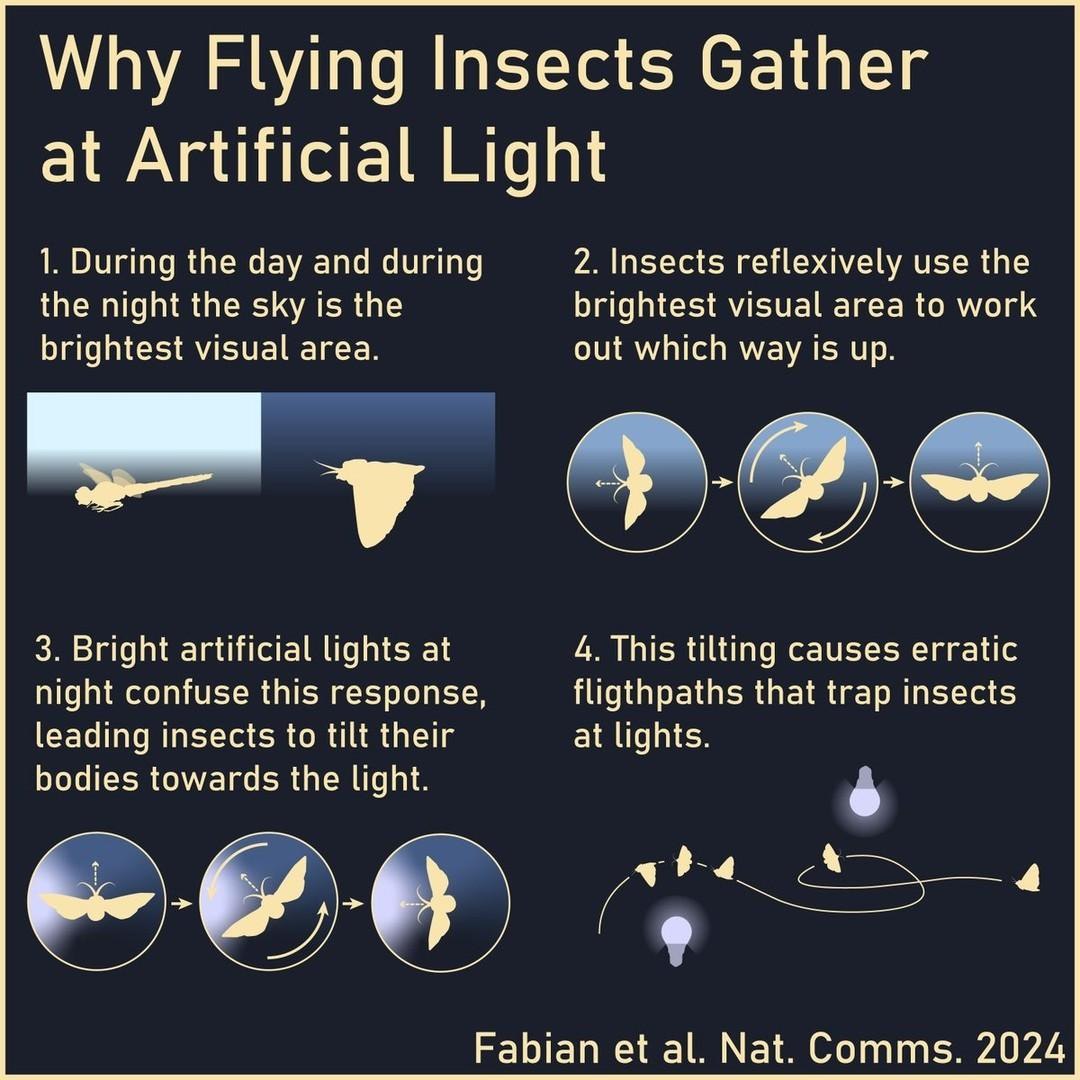 Why Flying Insects Gather
at Artificial Light
1. During the day and during
the night the sky is the
brightest visual area.
2. Insects reflexively use the
brightest visual area to work
out which way is up.
3. Bright artificial lights at
night confuse this response,
leading insects to tilt their
bodies towards the light.
4. This tilting causes erratic
fligthpaths that trap insects
at lights.
Fabian et al. Nat. Comms. 2024